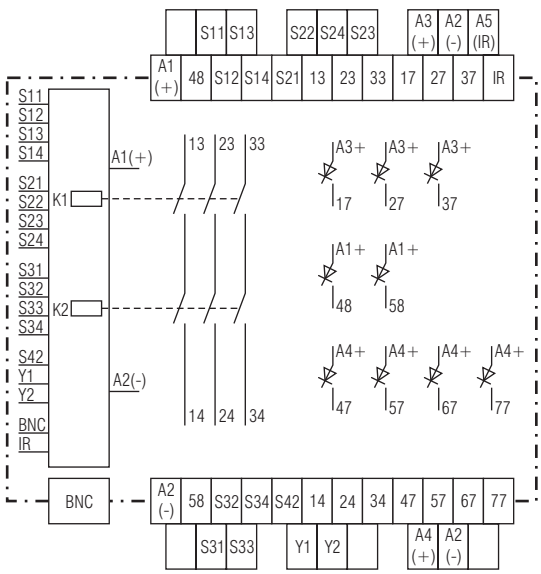 S11 S13 S22 S24 S23 A3 (+) A2 (-) A5 (IR)
A1 (+) 48 S12 S14 S21 13 23 33 17 27 37 IR
S11
S12
S13
S14
A1(+)
S21
S22
K1
S23
S24
S31
S32
S33
K2
S34
S42
Y1
A2(-)
Y2
BNC
IR
13 23 33
14 24 34
A3+ A3+ A3+
17 27 37
A1+ A1+
48 58
A4+ A4+ A4+ A4+
47 57 67 77
BNC
A2 (-) 58 S32 S34 S42 14 24 34 47 57 67 77
S31 S33 Y1 Y2 A4 (+) A2 (-)